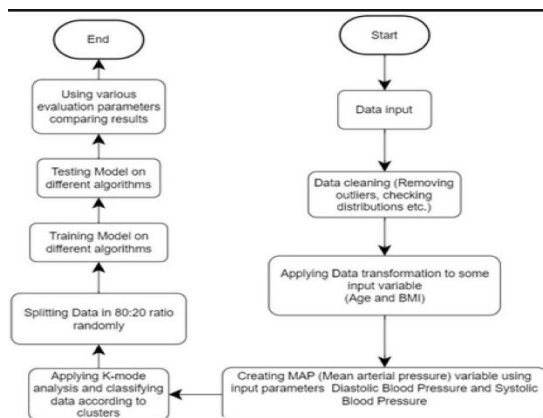 Start
Data input
Data cleaning (Removing
outliers, checking
distributions etc.)
Applying Data transformation to some
input variable
(Age and BMI)
Creating MAP (Mean arterial pressure) variable using
input parameters Diastolic Blood Pressure and Systolic
Blood Pressure
Applying K-mode
analysis and classifying
data according to
clusters
Splitting Data in 80:20 ratio
randomly
Training Model on
different algorithms
Testing Model on
different algorithms
Using various
evaluation parameters
comparing results
End